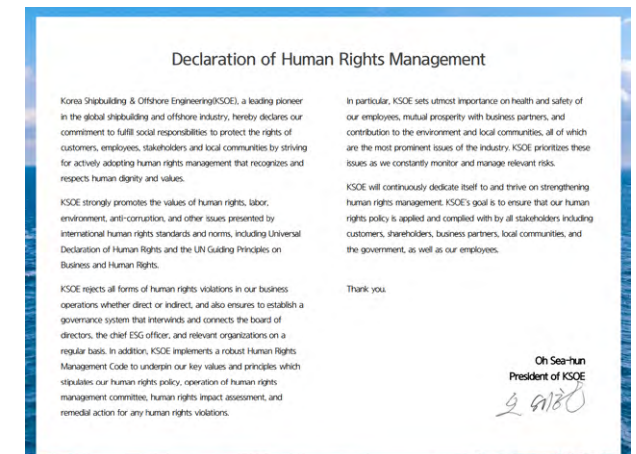 Declaration of Human Rights Management
Korea Shipbuilding & Offshore Engineering(KSOE), a leading pioneer
in the global shipbuilding and offshore industry, hereby declares our
commitment to fulfill social responsibilities to protect the rights of
customers, employees, stakeholders and local communities by striving
for actively adopting human rights management that recognizes and
respects human dignity and values.
KSOE strongly promotes the values of human rights, labor,
environment, anti-corruption, and other issues presented by
international human rights standards and norms, including Universal
Declaration of Human Rights and the UN Guiding Principles on
Business and Human Rights.
KSOE rejects all forms of human rights violations in our business
operations whether direct or indirect, and also ensures to establish a
governance system that interwinds and connects the board of
directors, the chief ESG officer, and relevant organizations on a
regular basis. In addition, KSOE implements a robust Human Rights
Management Code to underpin our key values and principles which
stipulates our human rights policy, operation of human rights
management committee, human rights impact assessment, and
remedial action for any human rights violations.
In particular, KSOE sets utmost importance on health and safety of
our employees, mutual prosperity with business partners, and
contribution to the environment and local communities, all of which
are the most prominent issues of the industry. KSOE prioritizes these
issues as we constantly monitor and manage relevant risks.
KSOE will continuously dedicate itself to and thrive on strengthening
human rights management. KSOE's goal is to ensure that our human
rights policy is applied and complied with by all stakeholders including
customers, shareholders, business partners, local communities, and
the government, as well as our employees.
Thank you.
Oh Sea-hun
President of KSOE